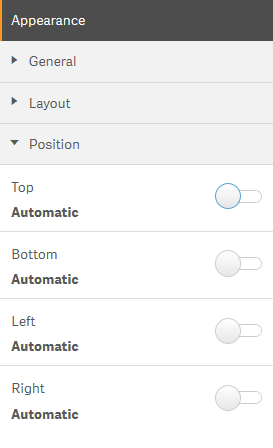 Appearance
General
Layout
Position
Top
Automatic
Bottom
Automatic
Left
Automatic
Right
Automatic